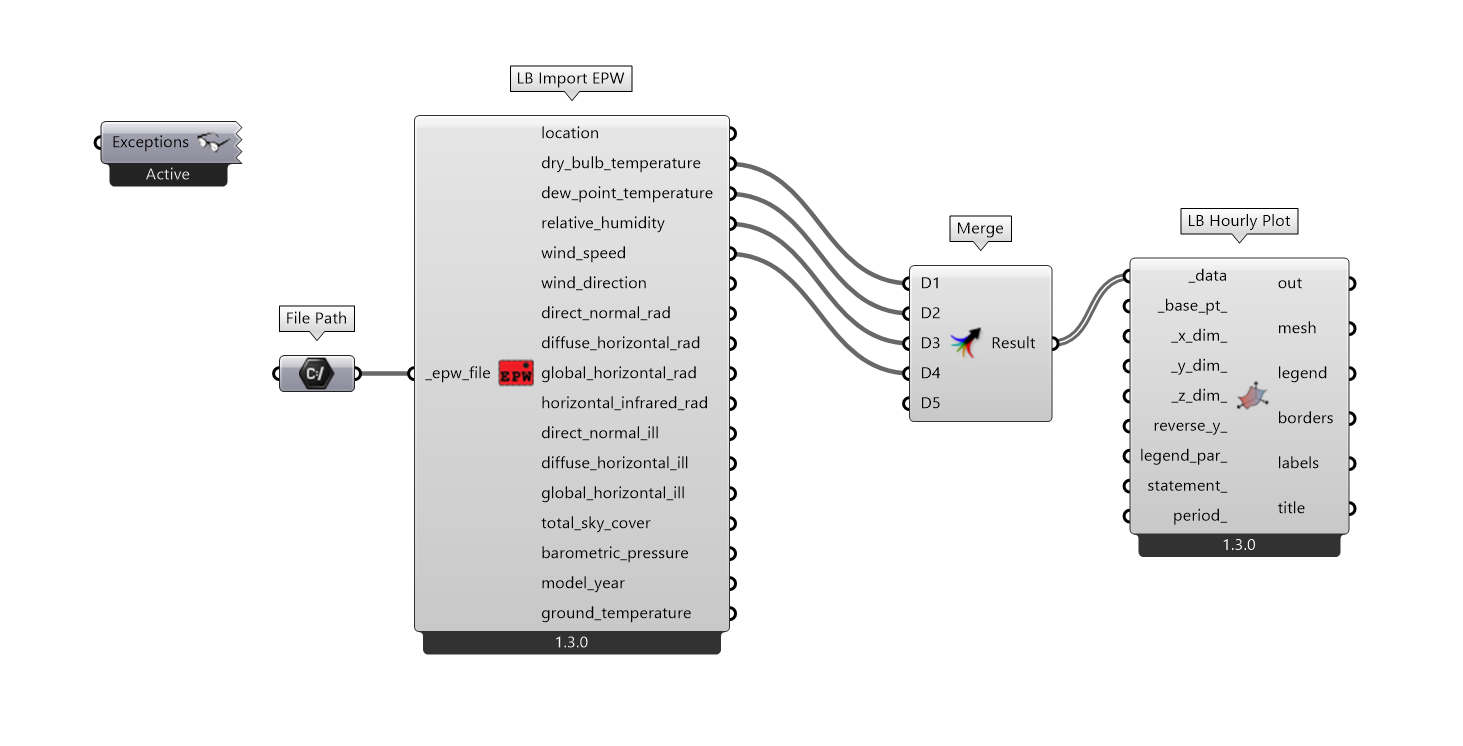 LB Import EPW
Exceptions
Active
location
dry_bulb_temperature
dew_point_temperature
relative_humidity
wind_speed
wind_direction
direct_normal_rad
diffuse_horizontal_rad
global_horizontal_rad
horizontal_infrared_rad
direct_normal_ill
diffuse_horizontal_ill
global_horizontal_ill
total_sky_cover
barometric_pressure
model_year
ground_temperature
File Path
C:/
_epw_file
EPW
1.3.0
Merge
D1
D2
D3
D4
D5
Result
LB Hourly Plot
_data
_base_pt_
_x_dim_
_y_dim_
_z_dim_
reverse_y_
legend_par_
statement_
period_
out
mesh
legend
borders
labels
title
1.3.0